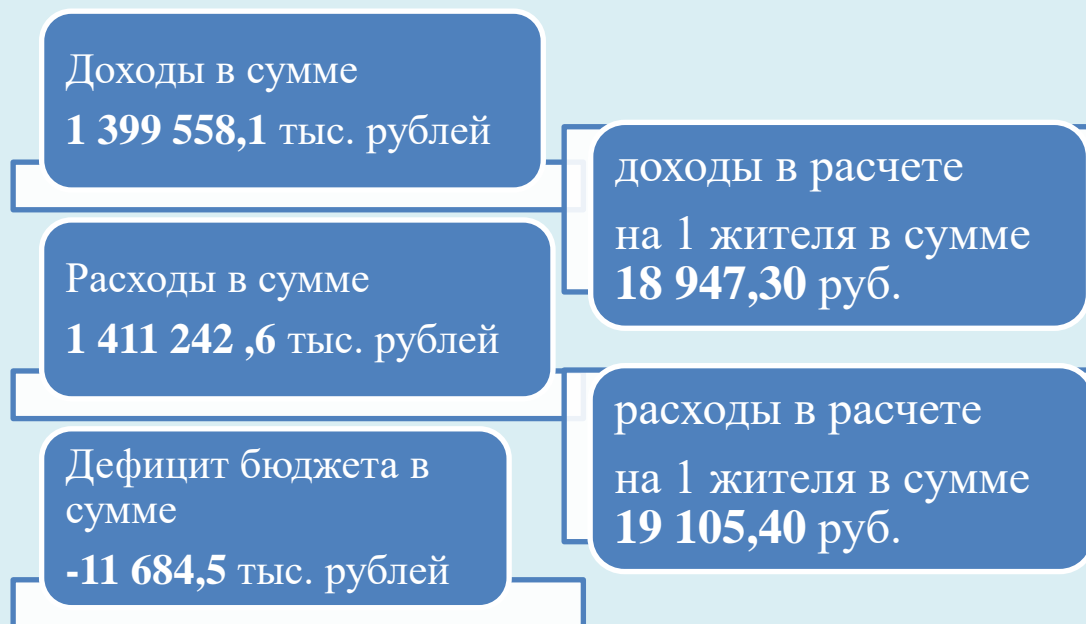 Доходы в сумме
1 399 558,1 тыс. рублей
Расходы в сумме
1 411 242 ,6 тыс. рублей
Дефицит бюджета в
сумме
-11 684,5 тыс. рублей
доходы в расчете
на 1 жителя в сумме
18 947,30 руб.
расходы в расчете
на 1 жителя в сумме
19 105,40 руб.